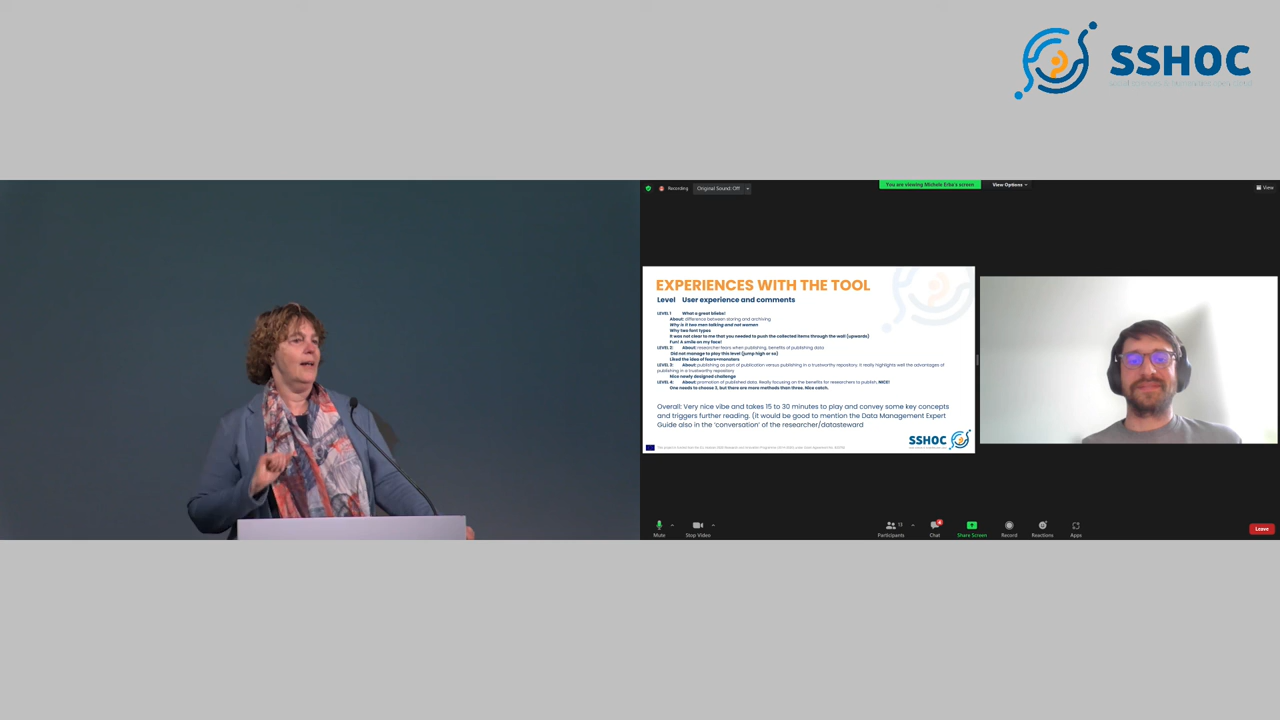 SSHOC
Recording
Original Sound: Off
You are viewing Michele Erba's screen
View Options
View
EXPERIENCES WITH THE TOOL
Level User experience and comments
LEVEL 1 What a great bliebs!
About: difference between storing and archiving
Why is it two men talking and not women
Why two font types
It was not clear to me that you needed to push the collected items through the wall (upwards)
Fun! A smile on my face!
LEVEL 2: About: researcher fears when publishing, benefits of publishing data
Did not manage to play this level (jump high or so)
Liked the idea of fears=monsters
LEVEL 3: About: publishing as part of publication versus publishing in a trustworthy repository. It really highlights well the advantages of
publishing in a trustworthy repository
Nice newly designed challenge
LEVEL 4: About: promotion of published data. Really focusing on the benefits for researchers to publish, NICE!
One needs to choose 3, but there are more methods than three. Nice catch.
Overall: Very nice vibe and takes 15 to 30 minutes to play and convey some key concepts
and triggers further reading. (it would be good to mention the Data Management Expert
Guide also in the 'conversation' of the researcher/datasteward
SSHOC
Mute
Stop Video
Participants
13
Chat
Share Screen
Record
Reactions
Apps
Leave